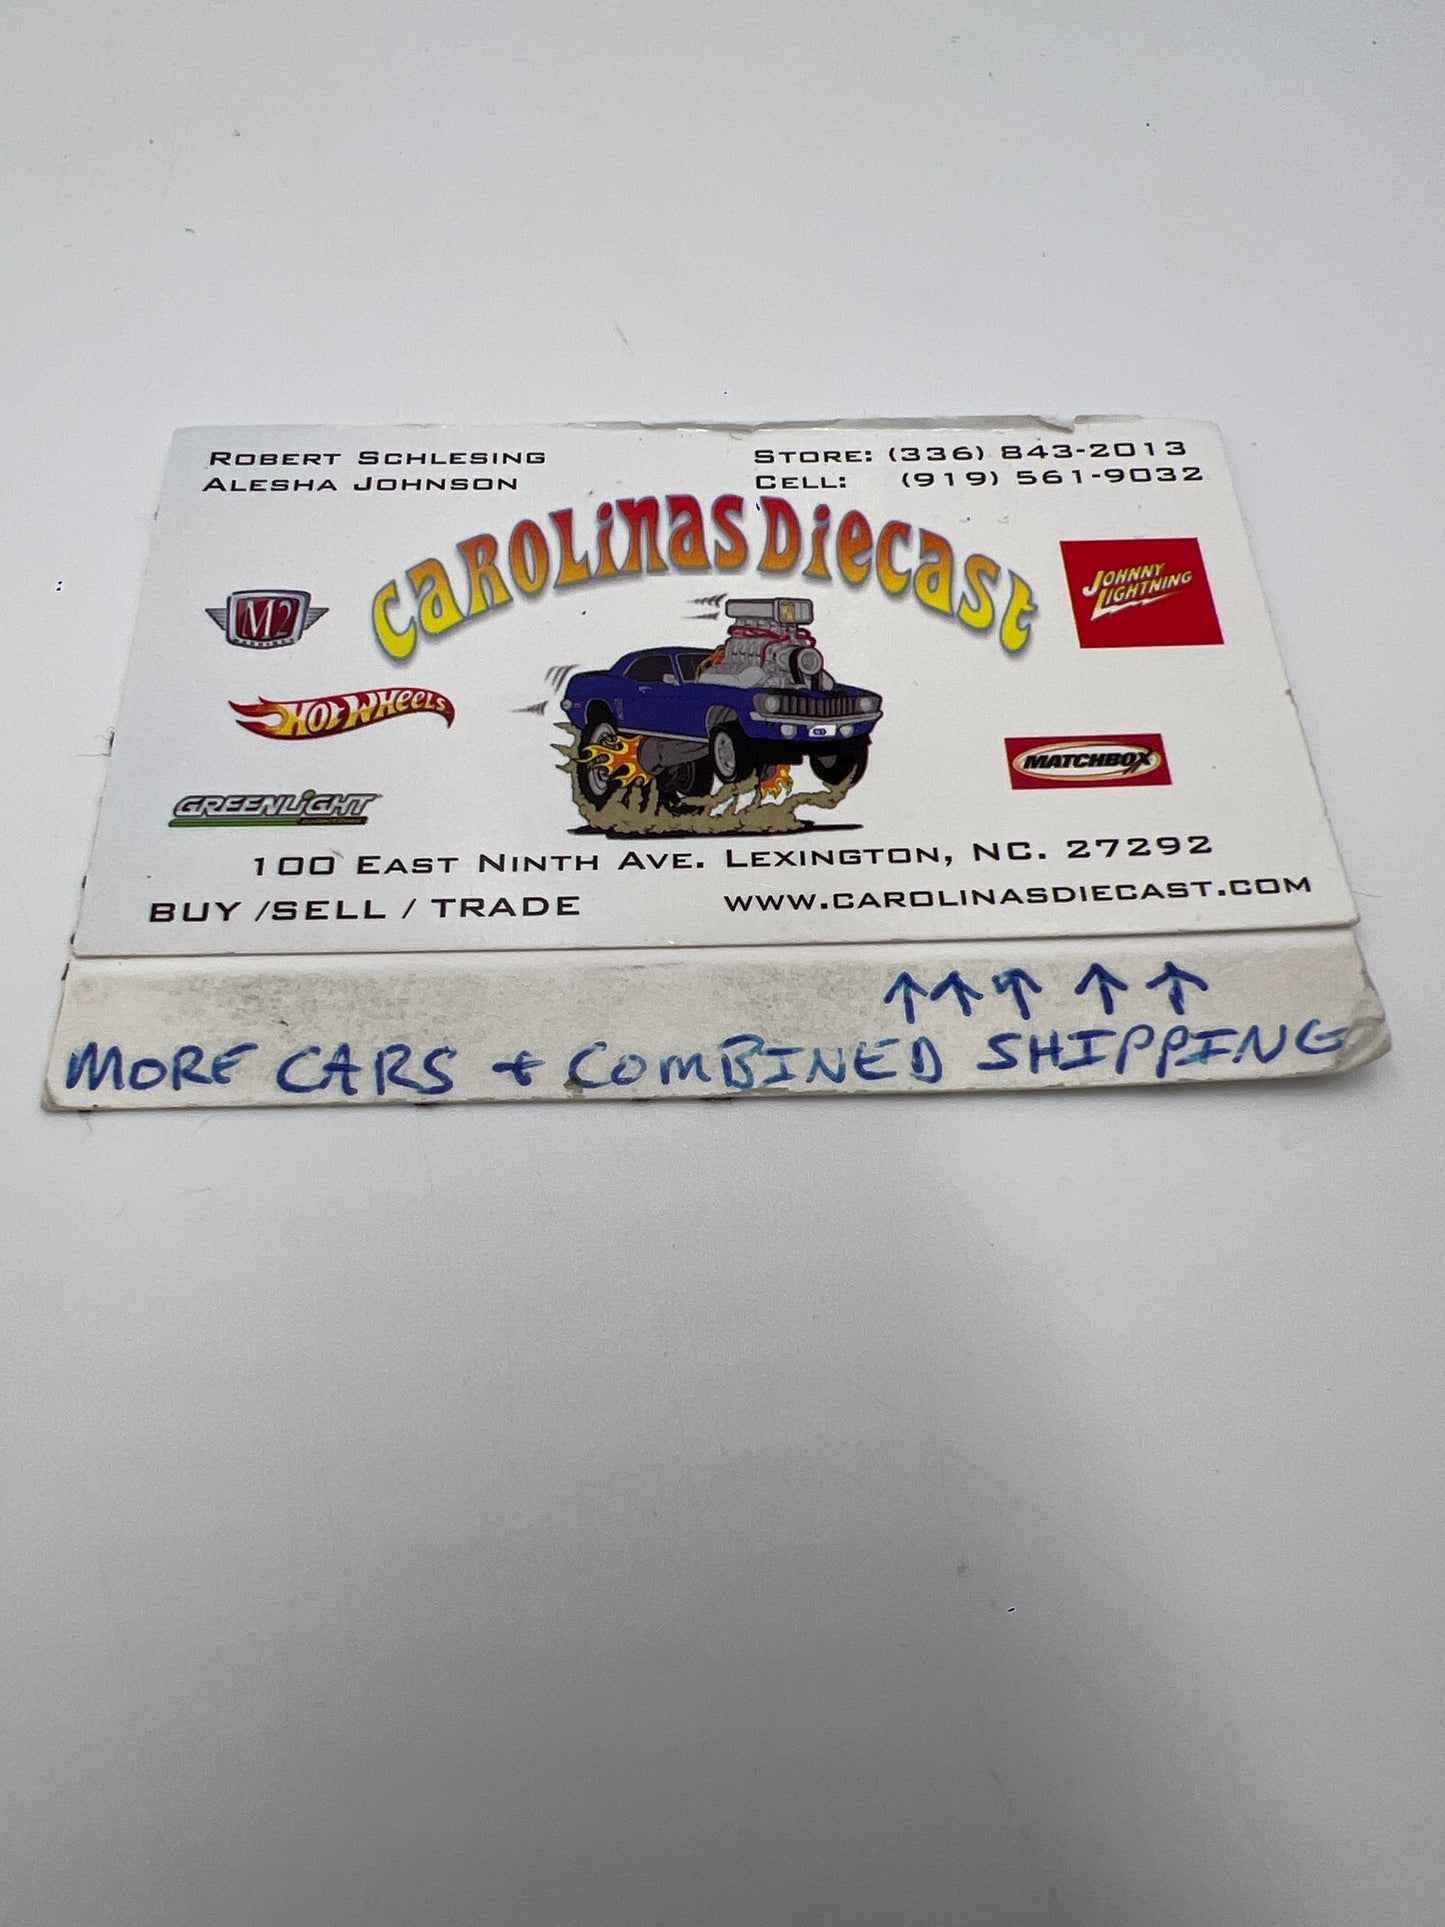 ROBERT SCHLESING
ALESHA JOHNSON
STORE: (336) 843-2013
CELL: (919) 561-9032
CAROLINAS DIECAST
JOHNNY LIGHTNING
M2
HOT WHEELS
MATCHBOX
GREENLIGHT
100 EAST NINTH AVE. LEXINGTON, NC. 27292
BUY /SELL / TRADE
WWW.CAROLINASDIECAST.COM
↑↑↑↑↑
MORE CARS + COMBINED SHIPPING